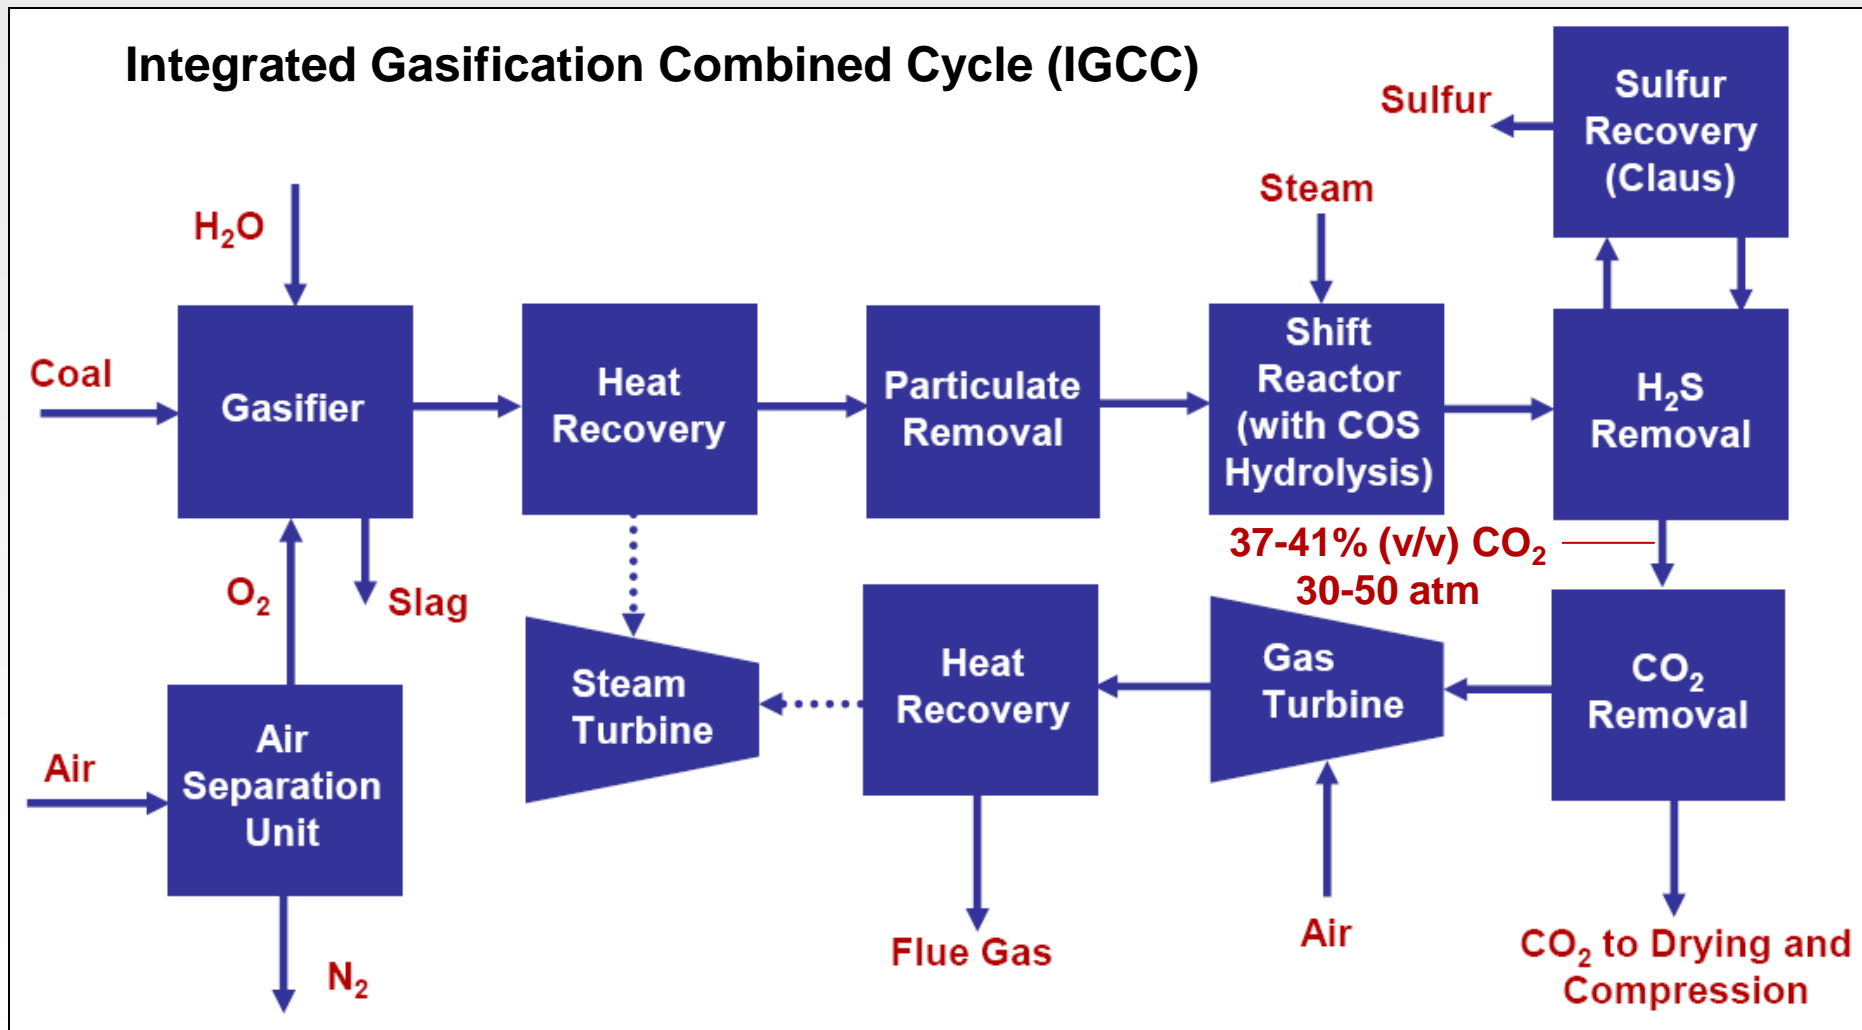 Integrated Gasification Combined Cycle (IGCC)
Sulfur
Sulfur
Recovery
(Claus)
Steam
H₂O
Coal
Gasifier
Heat
Recovery
Particulate
Removal
Shift
Reactor
(with COS
Hydrolysis)
H₂S
Removal
37-41% (v/v) CO₂
30-50 atm
O₂
Slag
Steam
Turbine
Heat
Recovery
Gas
Turbine
CO₂
Removal
Air
Air
Separation
Unit
N₂
Flue Gas
Air
CO₂ to Drying and
Compression